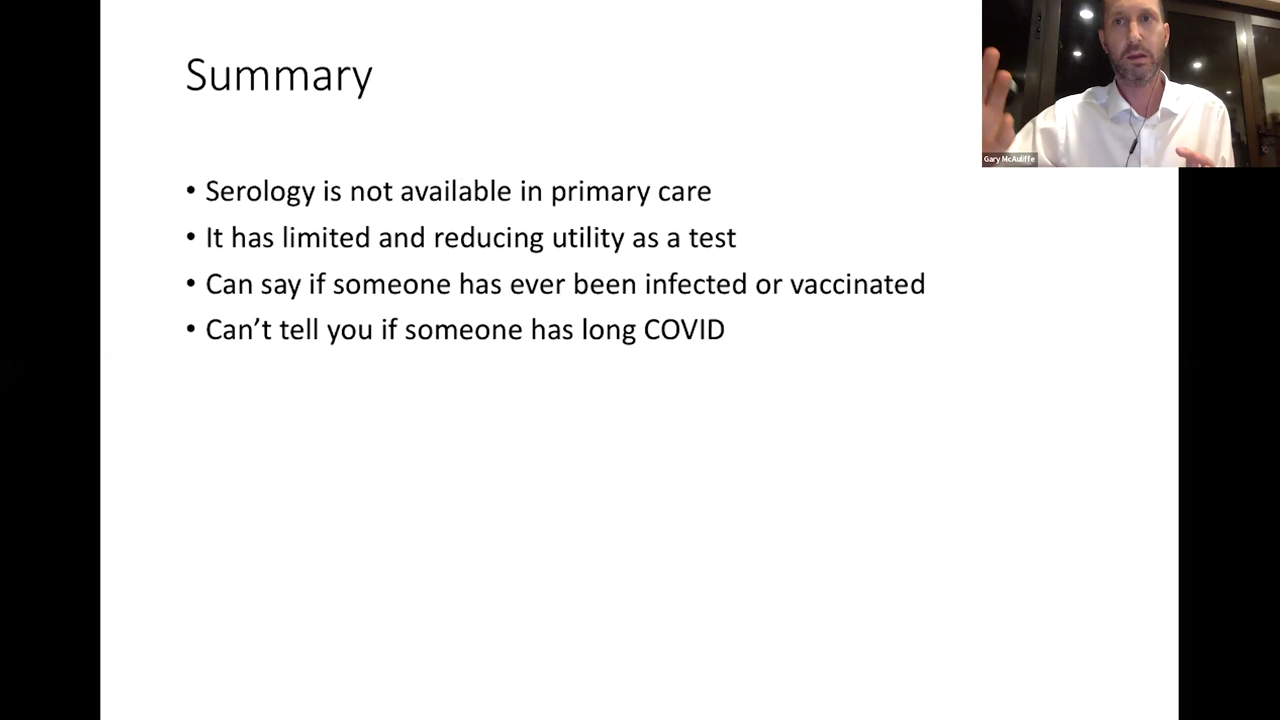 Summary
Gary McAuliffe
• Serology is not available in primary care
• It has limited and reducing utility as a test
• Can say if someone has ever been infected or vaccinated
• Can’t tell you if someone has long COVID